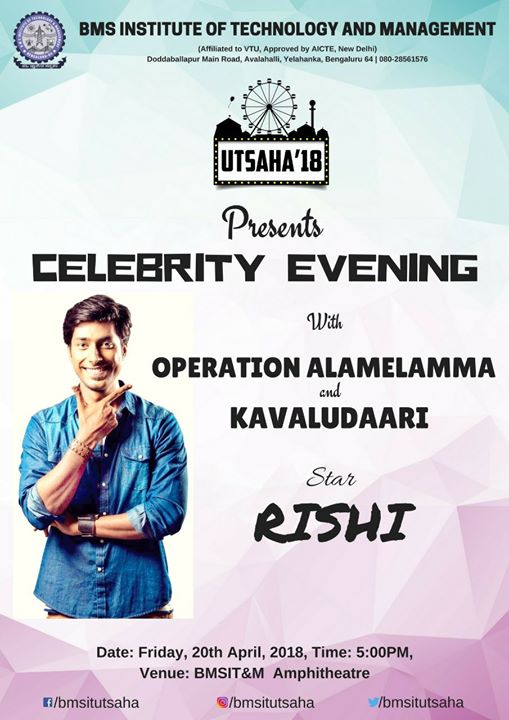 BMS INSTITUTE OF TECHNOLOGY AND MANAGEMENT
(Affiliated to VTU, Approved by AICTE, New Delhi)
Doddaballapur Main Road, Avalahalli, Yelahanka, Bengaluru 64 | 080-28561576
UTSAHA'18
Presents
CELEBRITY EVENING
With
OPERATION ALAMELAMMA
and
KAVALUDAARI
Star
RISHI
Date: Friday, 20th April, 2018, Time: 5:00PM,
Venue: BMSIT&M Amphitheatre
/bmsitutsaha /bmsitutsaha /bmsitutsaha